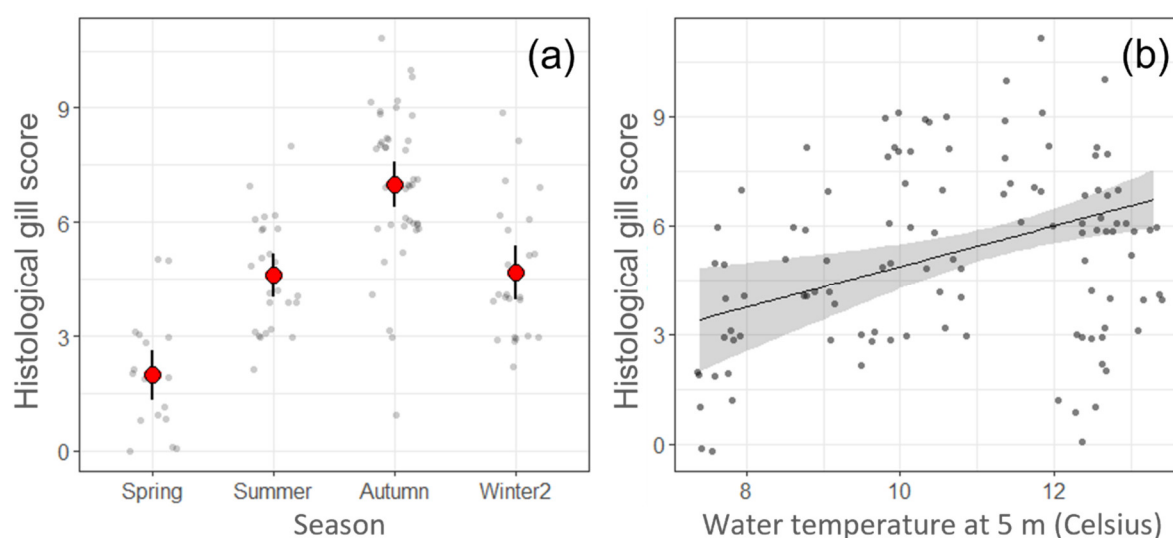 (a)
Histological gill score
9
6
3
0
Spring Summer Autumn Winter2
Season
(b)
Histological gill score
9
6
3
0
8 10 12
Water temperature at 5 m (Celsius)